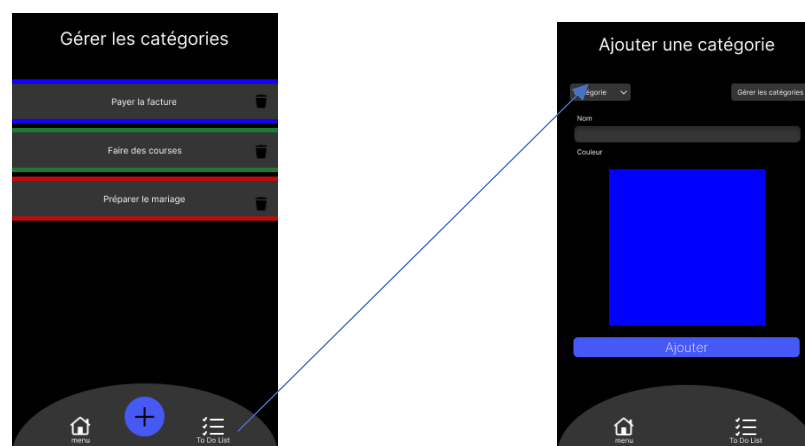 Gérer les catégories
Payer la facture
Faire des courses
Préparer le mariage
menu
To Do List
Ajouter une catégorie
Gérer les catégories
Nom
Couleur
Ajouter
menu
To Do List